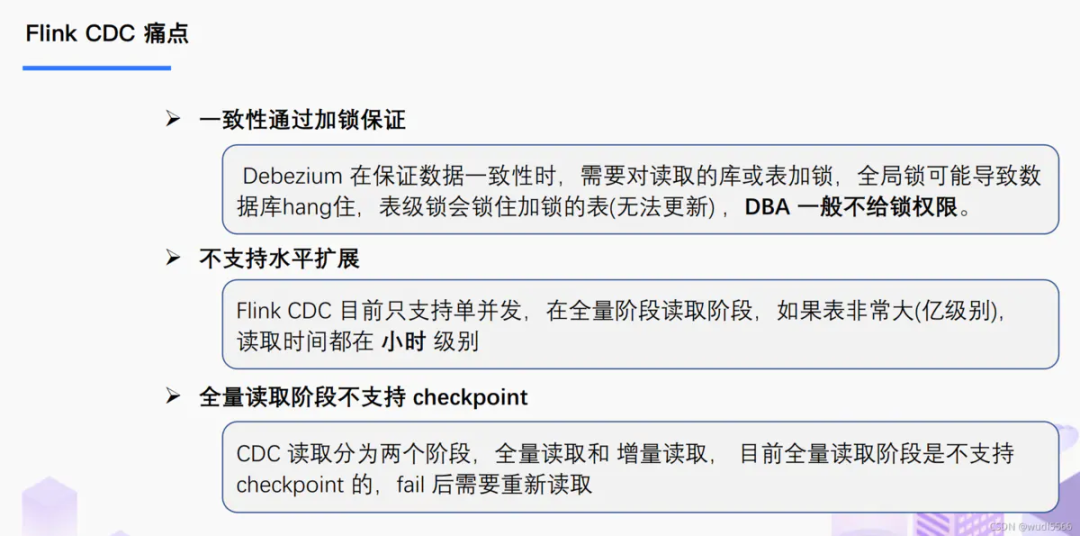 Flink CDC 痛点
➢ 一致性通过加锁保证
Debezium 在保证数据一致性时，需要对读取的库或表加锁，全局锁可能导致数
据库hang住，表级锁会锁住加锁的表(无法更新) ，DBA 一般不给锁权限。
➢ 不支持水平扩展
Flink CDC 目前只支持单并发，在全量阶段读取阶段，如果表非常大(亿级别),
读取时间都在 小时 级别
➢ 全量读取阶段不支持 checkpoint
CDC 读取分为两个阶段，全量读取和 增量读取， 目前全量读取阶段是不支持
checkpoint 的，fail 后需要重新读取
CSDN @wudl5566